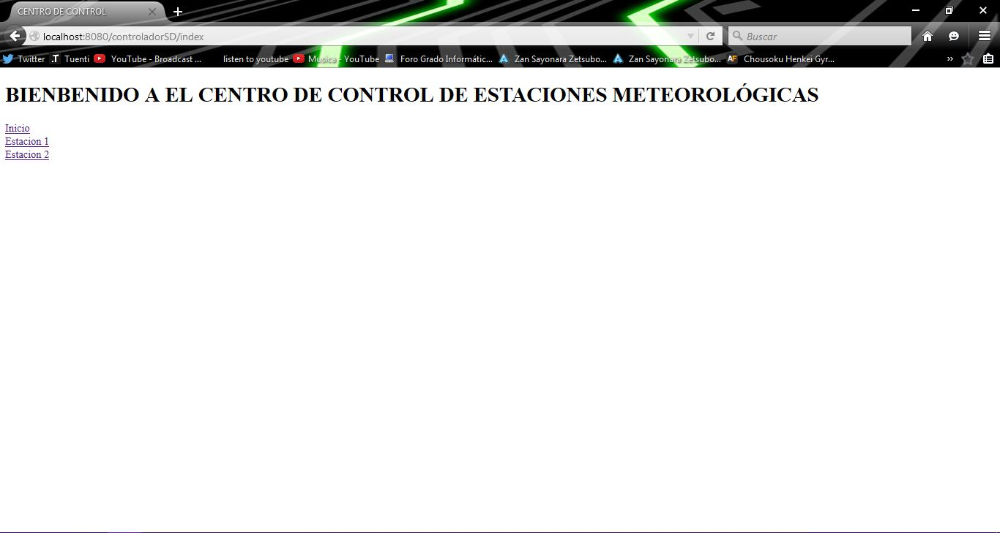 CENTRO DE CONTROL
localhost:8080/controladorSD/index
Buscar
Twitter .T Tuenti YouTube - Broadcast ... listen to youtube Musica - YouTube Foro Grado Informátic... Zan Sayonara Zetsubo... Zan Sayonara Zetsubo... AF Chousoku Henkei Gyr... »
BIENBENIDO A EL CENTRO DE CONTROL DE ESTACIONES METEOROLÓGICAS
Inicio
Estacion 1
Estacion 2